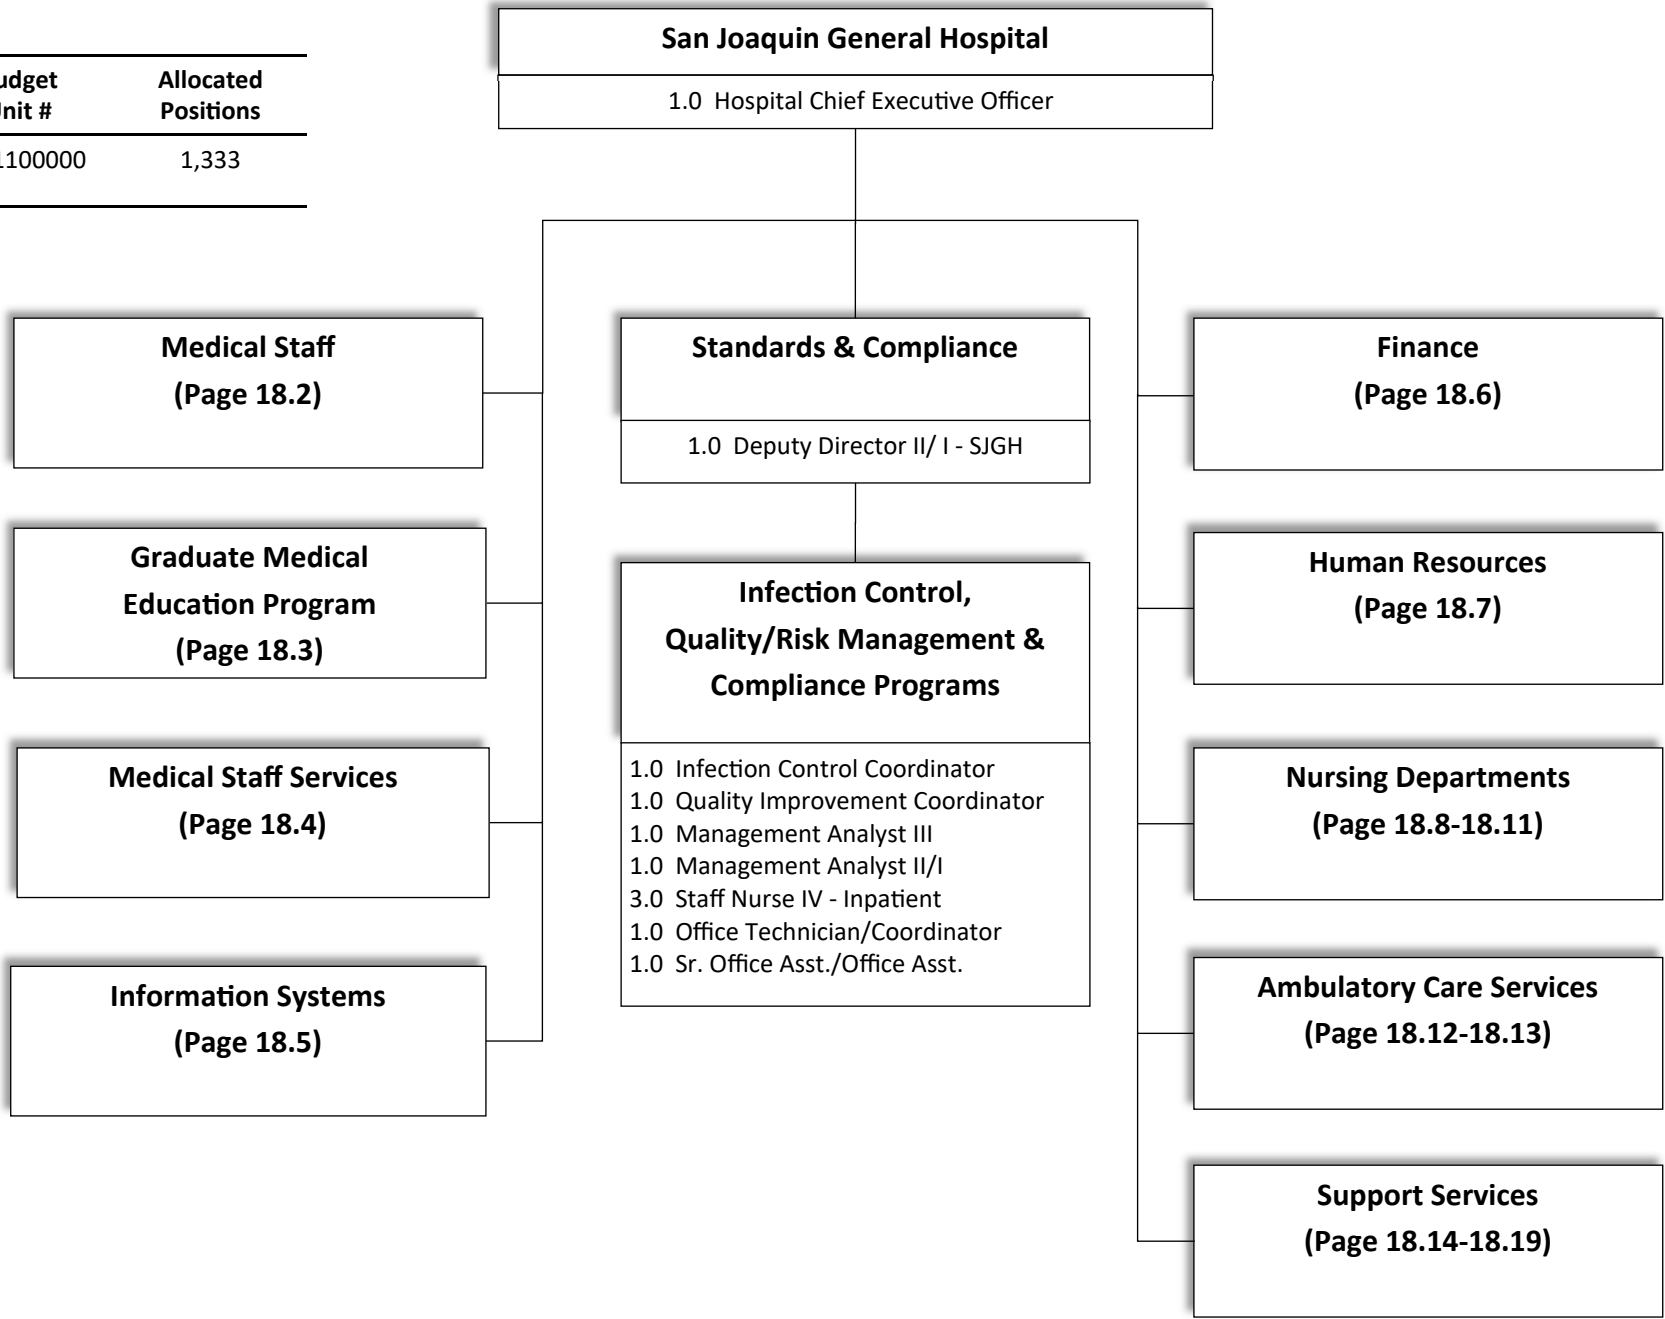 San Joaquin General Hospital
1.0 Hospital Chief Executive Officer
Allocated
Positions
1,333
Medical Staff
(Page 18.2)
Graduate Medical
Education Program
(Page 18.3)
Medical Staff Services
(Page 18.4)
Information Systems
(Page 18.5)
Standards & Compliance
1.0 Deputy Director II/ I - SJGH
Infection Control,
Quality/Risk Management &
Compliance Programs
1.0 Infection Control Coordinator
1.0 Quality Improvement Coordinator
1.0 Management Analyst III
1.0 Management Analyst II/I
3.0 Staff Nurse IV - Inpatient
1.0 Office Technician/Coordinator
1.0 Sr. Office Asst./Office Asst.
Finance
(Page 18.6)
Human Resources
(Page 18.7)
Nursing Departments
(Page 18.8-18.11)
Ambulatory Care Services
(Page 18.12-18.13)
Support Services
(Page 18.14-18.19)